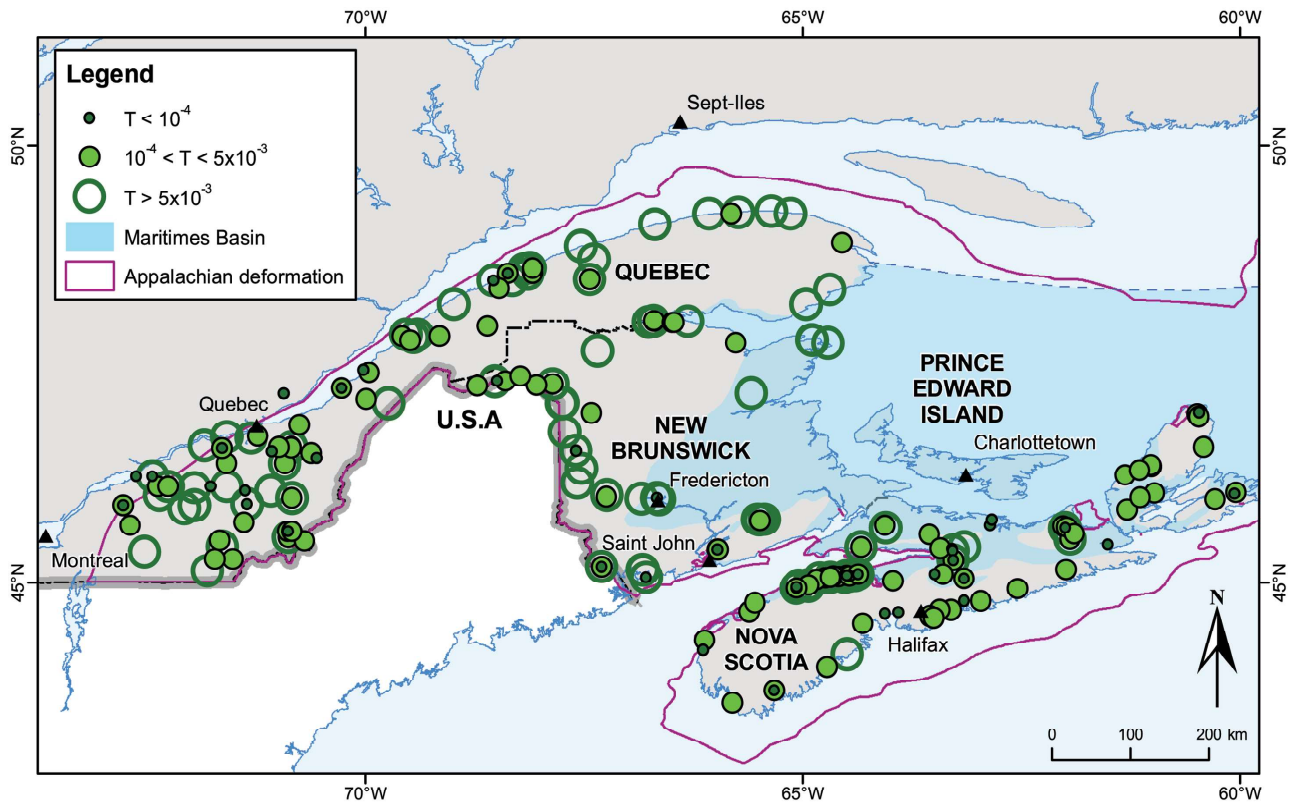 70°W
65°W
60°W
Legend
T < 10⁻⁴
10⁻⁴ < T < 5x10⁻³
T > 5x10⁻³
Maritimes Basin
Appalachian deformation
Sept-Iles
50°N
50°N
QUEBEC
PRINCE
EDWARD
ISLAND
Quebec
U.S.A
NEW
BRUNSWICK
Charlottetown
Fredericton
Montreal
Saint John
45°N
45°N
NOVA
SCOTIA
Halifax
N
0 100 200 km
70°W
65°W
60°W